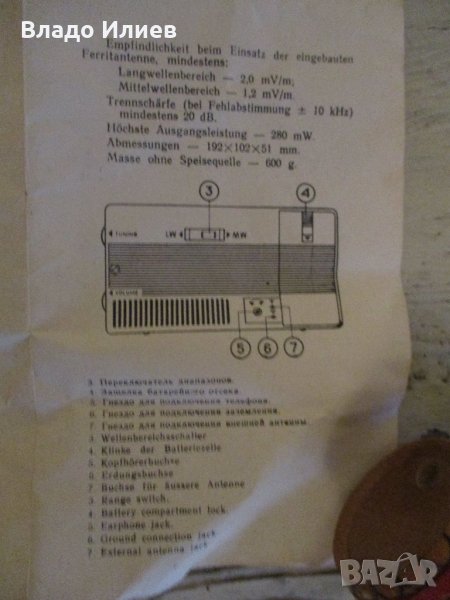 Владо Илиев
Empfindlichkeit beim Einsatz der eingebauten
Ferritantenne, mindestens:
Langwellenbereich — 2,0 mV/m;
Mittelwellenbereich — 1,2 mV/m.
Trennschärfe (bei Fehlabstimmung ± 10 kHz)
mindestens 20 dB.
Höchste Ausgangsleistung — 280 mW.
Abmessungen — 192×102×51 mm.
Masse ohne Speisequelle — 600 g.
3 4
TUNING LW MW
VOLUME
5 6 7
3. Переключатель диапазонов.
4. Защелка батарейного отсека.
5. Гнездо для подключения телефона.
6. Гнездо для подключения заземления.
7. Гнездо для подключения внешней антенны.
3 Wellenbereichsschalter
4 Klinke der Batteriezelle
5 Kopfhörerbuchse
6 Erdungsbuchse
7 Buchse für äussere Antenne
3 Range switch.
4 Battery compartment lock.
5 Earphone jack.
6 Ground connection jack
7 External antenna jack
BAZAR